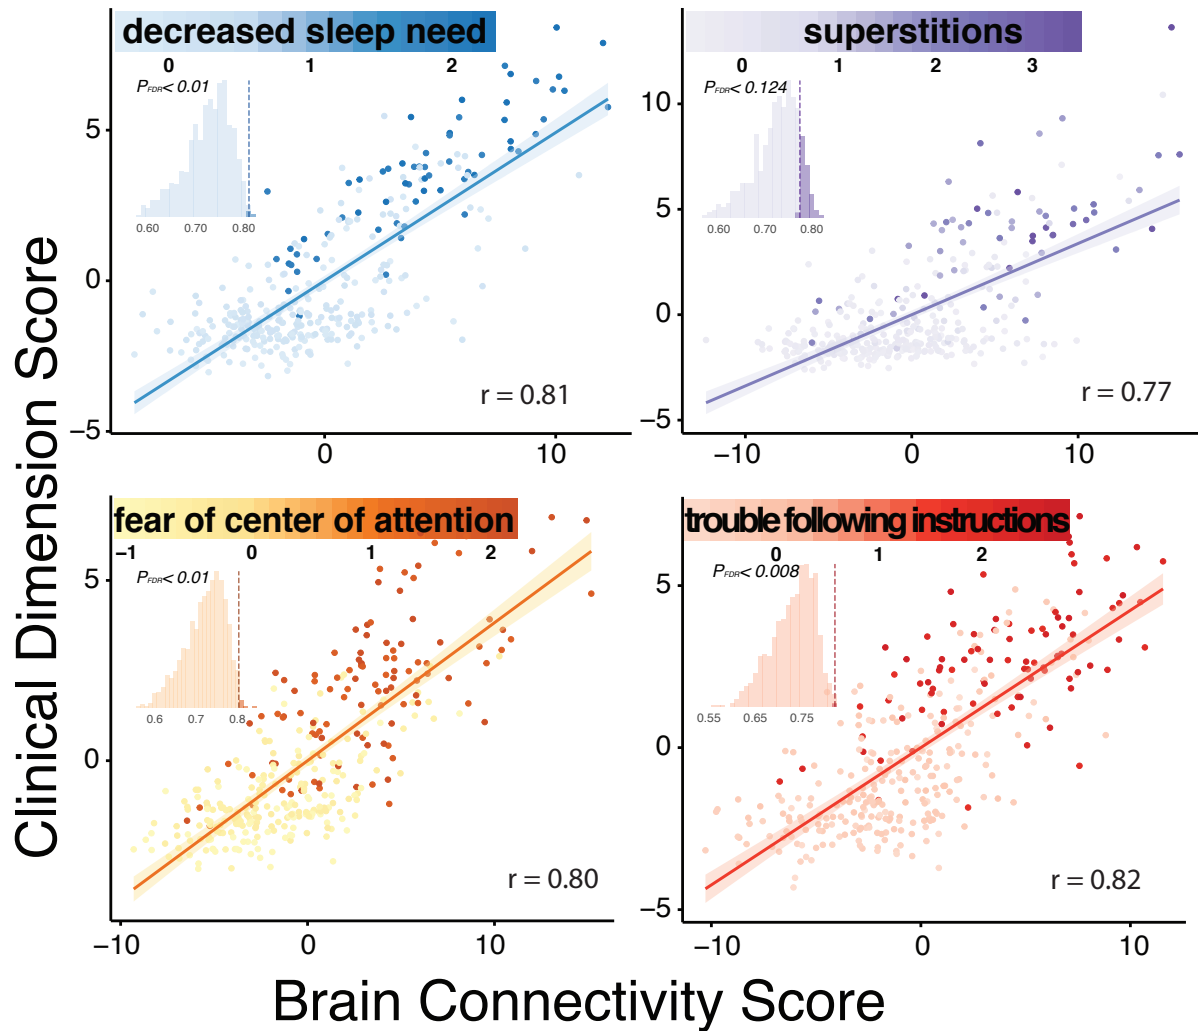 decreased sleep need
0 1 2
P_FDR< 0.01
5
0
−5
0.60 0.70 0.80
r = 0.81
0 10
superstitions
0 1 2 3
P_FDR< 0.124
10
5
0
−5
0.60 0.70 0.80
r = 0.77
−10 0 10
fear of center of attention
−1 0 1 2
P_FDR< 0.01
5
0
0.6 0.7 0.8
r = 0.80
−10 0 10
trouble following instructions
0 1 2
P_FDR< 0.008
5
0
−5
0.55 0.65 0.75
r = 0.82
−10 0 10
Clinical Dimension Score
Brain Connectivity Score